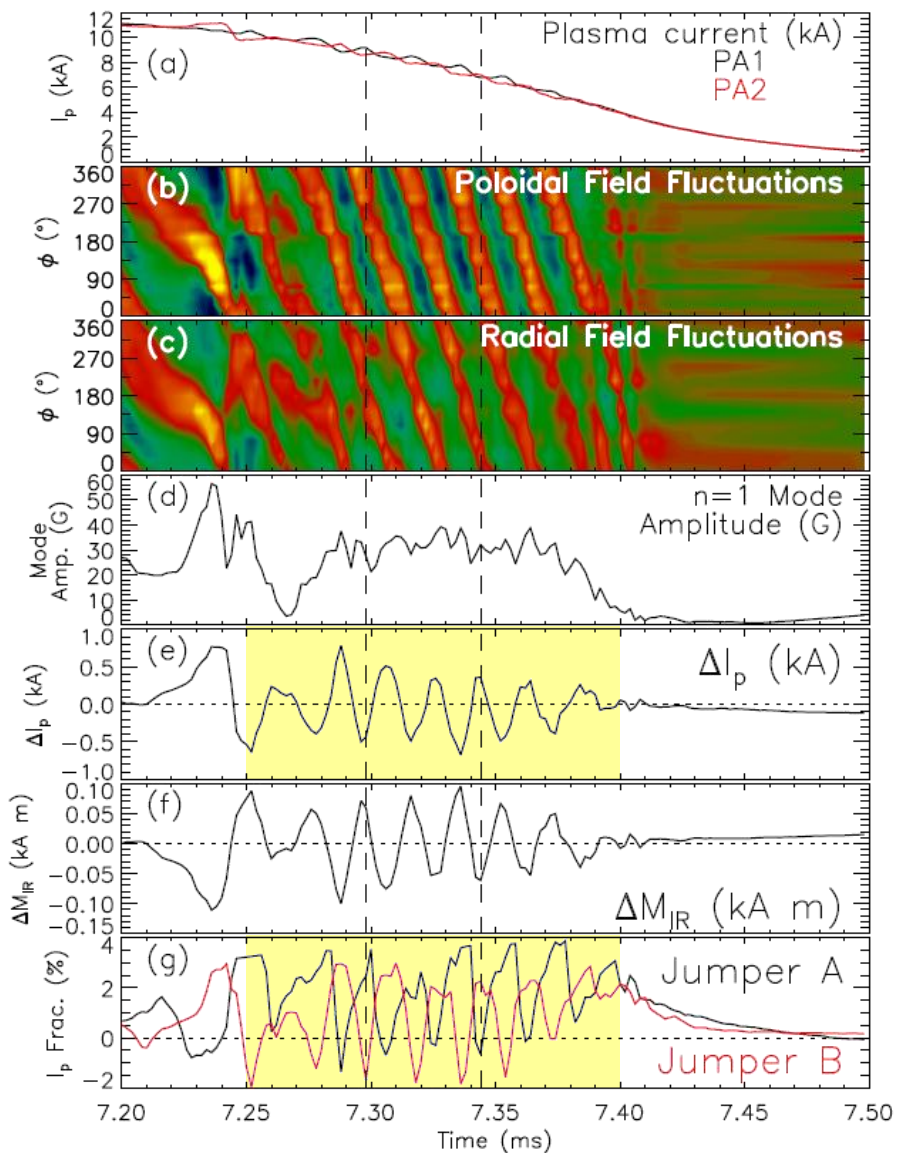 12
10
8
6
4
2
0
I_p (kA)
(a)
Plasma current (kA)
PA1
PA2
360
270
180
90
0
ϕ (°)
(b)
Poloidal Field Fluctuations
360
270
180
90
0
ϕ (°)
(c)
Radial Field Fluctuations
60
50
40
30
20
10
0
Mode
Amp. (G)
(d)
n=1 Mode
Amplitude (G)
1.0
0.5
0.0
-0.5
-1.0
ΔI_p (kA)
(e)
ΔI_p (kA)
0.10
0.05
0.00
-0.05
-0.10
-0.15
ΔM_IR (kA m)
(f)
ΔM_IR (kA m)
4
2
0
-2
I_p Frac. (%)
(g)
Jumper A
Jumper B
7.20 7.25 7.30 7.35 7.40 7.45 7.50
Time (ms)